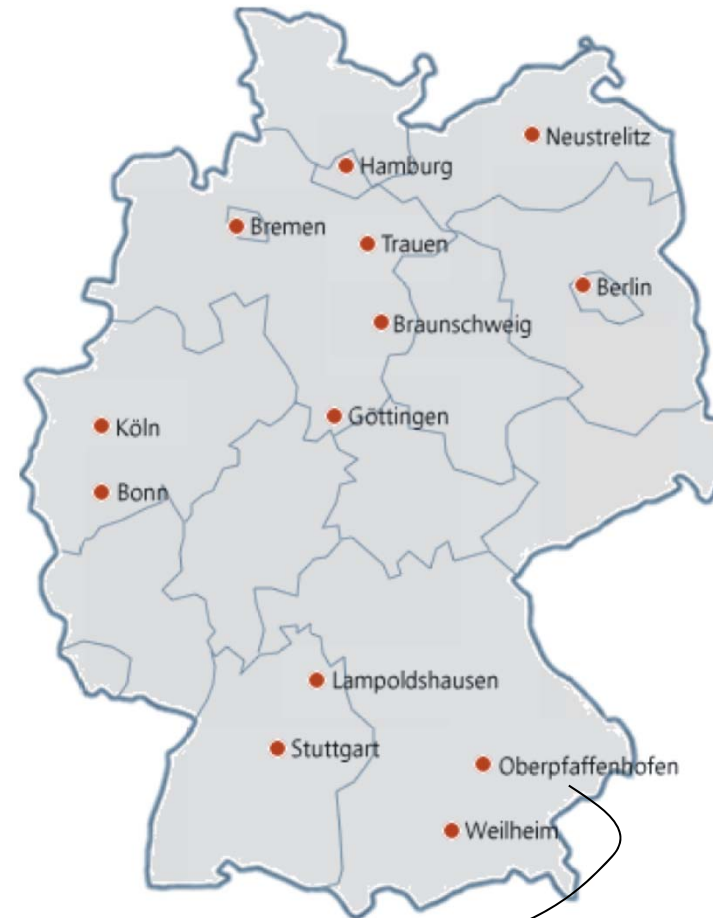 Neustrelitz
Hamburg
Bremen
Trauen
Berlin
Braunschweig
Göttingen
Köln
Bonn
Lampoldshausen
Stuttgart
Oberpfaffenhofen
Weilheim